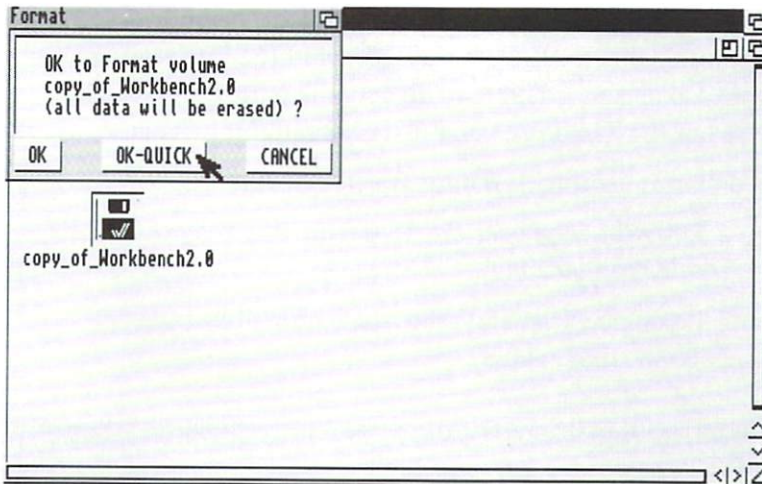 Format
OK to Format volume
copy_of_Workbench2.0
(all data will be erased) ?
OK
OK-QUICK
CANCEL
copy_of_Workbench2.0